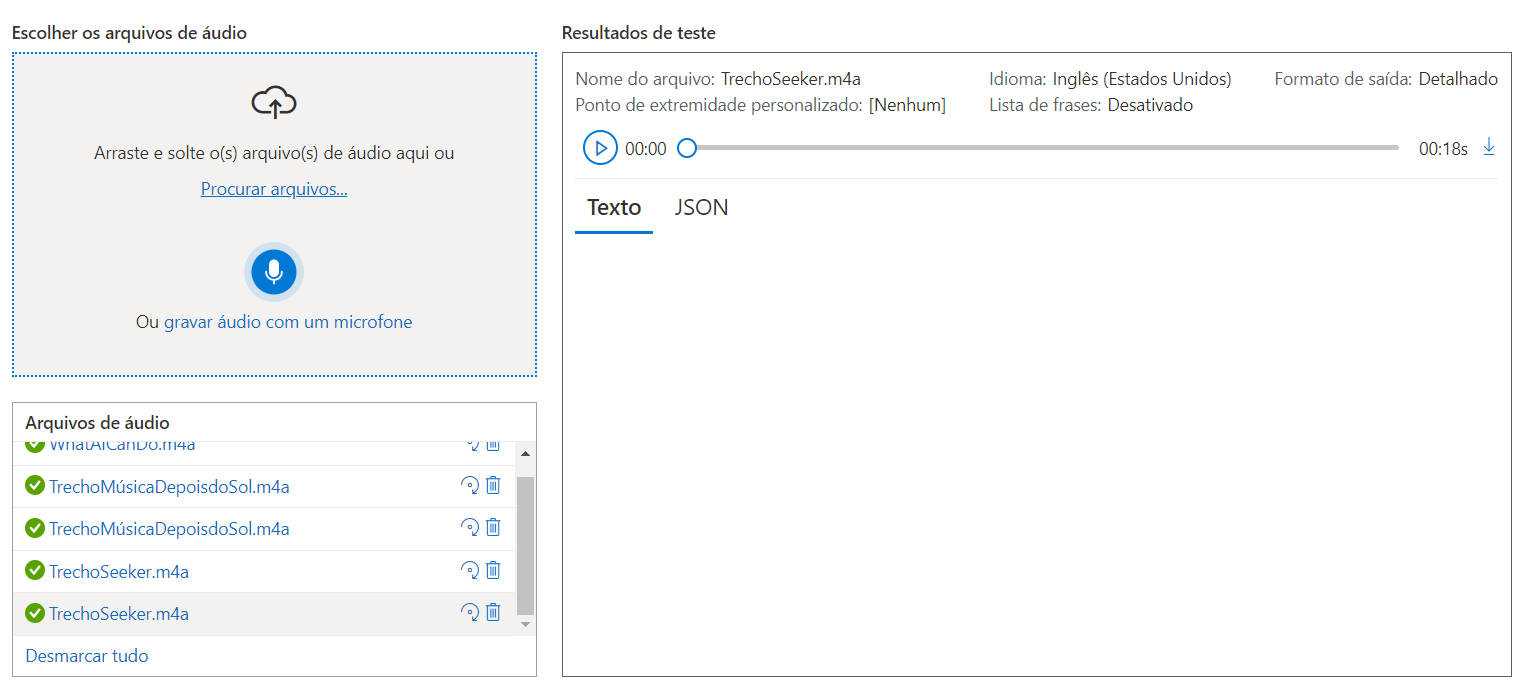 Escolher os arquivos de áudio
Arraste e solte o(s) arquivo(s) de áudio aqui ou
Procurar arquivos...
Ou gravar áudio com um microfone
Arquivos de áudio
WhatAICanDo.m4a
TrechoMúsicaDepoisdoSol.m4a
TrechoMúsicaDepoisdoSol.m4a
TrechoSeeker.m4a
TrechoSeeker.m4a
Desmarcar tudo
Resultados de teste
Nome do arquivo: TrechoSeeker.m4a Idioma: Inglês (Estados Unidos) Formato de saída: Detalhado
Ponto de extremidade personalizado: [Nenhum] Lista de frases: Desativado
00:00 00:18s
Texto JSON